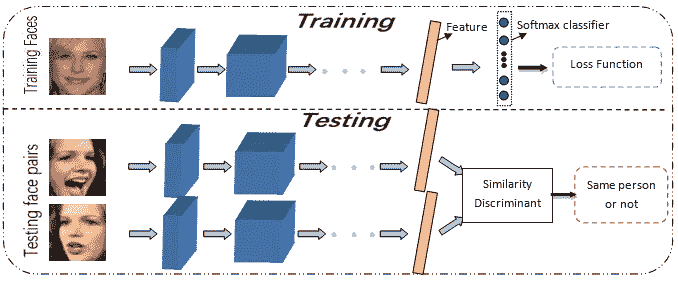 Training
Training Faces
Feature
Softmax classifier
Loss Function
Testing
Testing face pairs
Similarity
Discriminant
Same person
or not